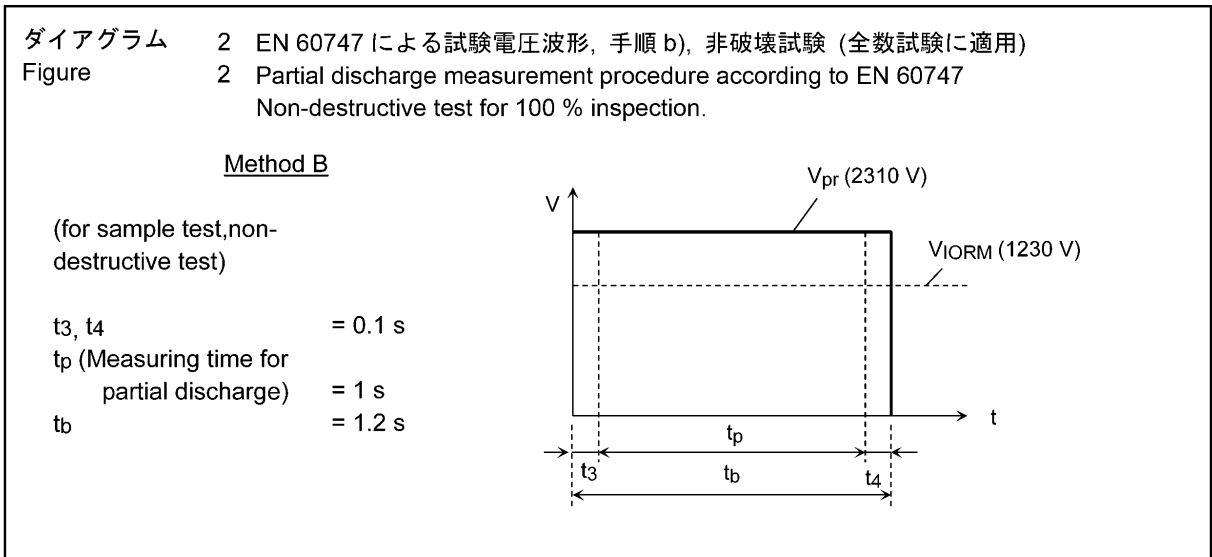 ダイアグラム 2 EN 60747 による試験電圧波形, 手順 b), 非破壊試験 (全数試験に適用)
Figure 2 Partial discharge measurement procedure according to EN 60747
Non-destructive test for 100 % inspection.
Method B
(for sample test,non-
destructive test)
t3, t4 = 0.1 s
tp (Measuring time for
partial discharge) = 1 s
tb = 1.2 s
Vpr (2310 V)
V
VIORM (1230 V)
t
tp
t3 tb t4